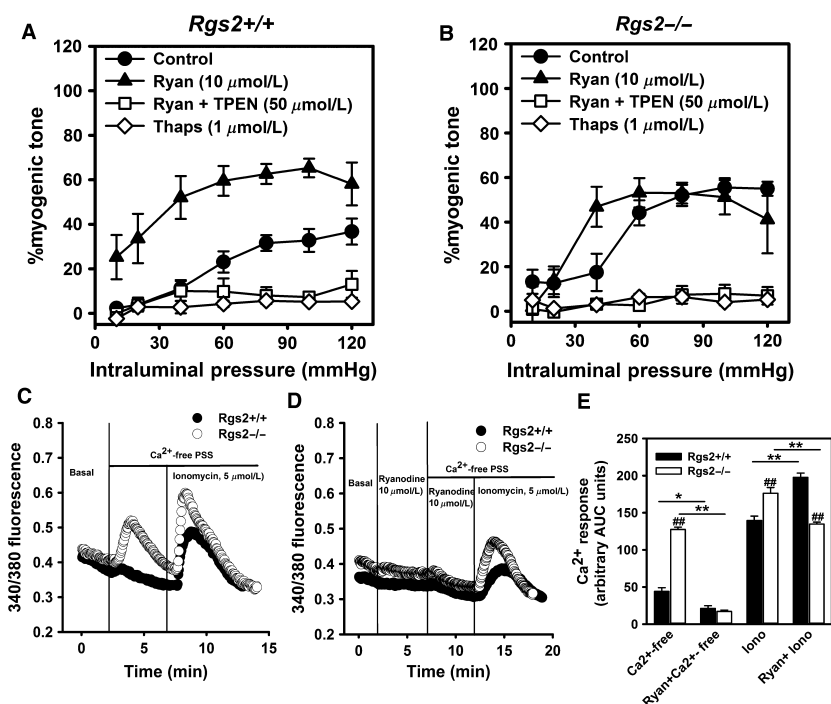 A
Rgs2+/+
120
100
80
60
40
20
0
%myogenic tone
Control
Ryan (10 μmol/L)
Ryan + TPEN (50 μmol/L)
Thaps (1 μmol/L)
0 30 60 90 120
Intraluminal pressure (mmHg)
B
Rgs2−/−
120
100
80
60
40
20
0
%myogenic tone
Control
Ryan (10 μmol/L)
Ryan + TPEN (50 μmol/L)
Thaps (1 μmol/L)
0 30 60 90 120
Intraluminal pressure (mmHg)
C
0.8
0.7
0.6
0.5
0.4
0.3
0.2
340/380 fluorescence
Rgs2+/+
Rgs2−/−
Ca2+-free PSS
Basal
Ionomycin, 5 μmol/L)
0 5 10 15
Time (min)
D
0.8
0.7
0.6
0.5
0.4
0.3
0.2
340/380 fluorescence
Rgs2+/+
Rgs2−/−
Ca2+-free PSS
Basal
Ryanodine
10 μmol/L)
Ryanodine
10 μmol/L)
Ionomycin, 5 μmol/L)
0 5 10 15 20
Time (min)
E
250
200
150
100
50
0
Ca2+ response
(arbitrary AUC units)
Rgs2+/+
Rgs2−/−
**
**
*
**
##
##
##
Ca2+-free
Ryan+Ca2+- free
Iono
Ryan+ Iono